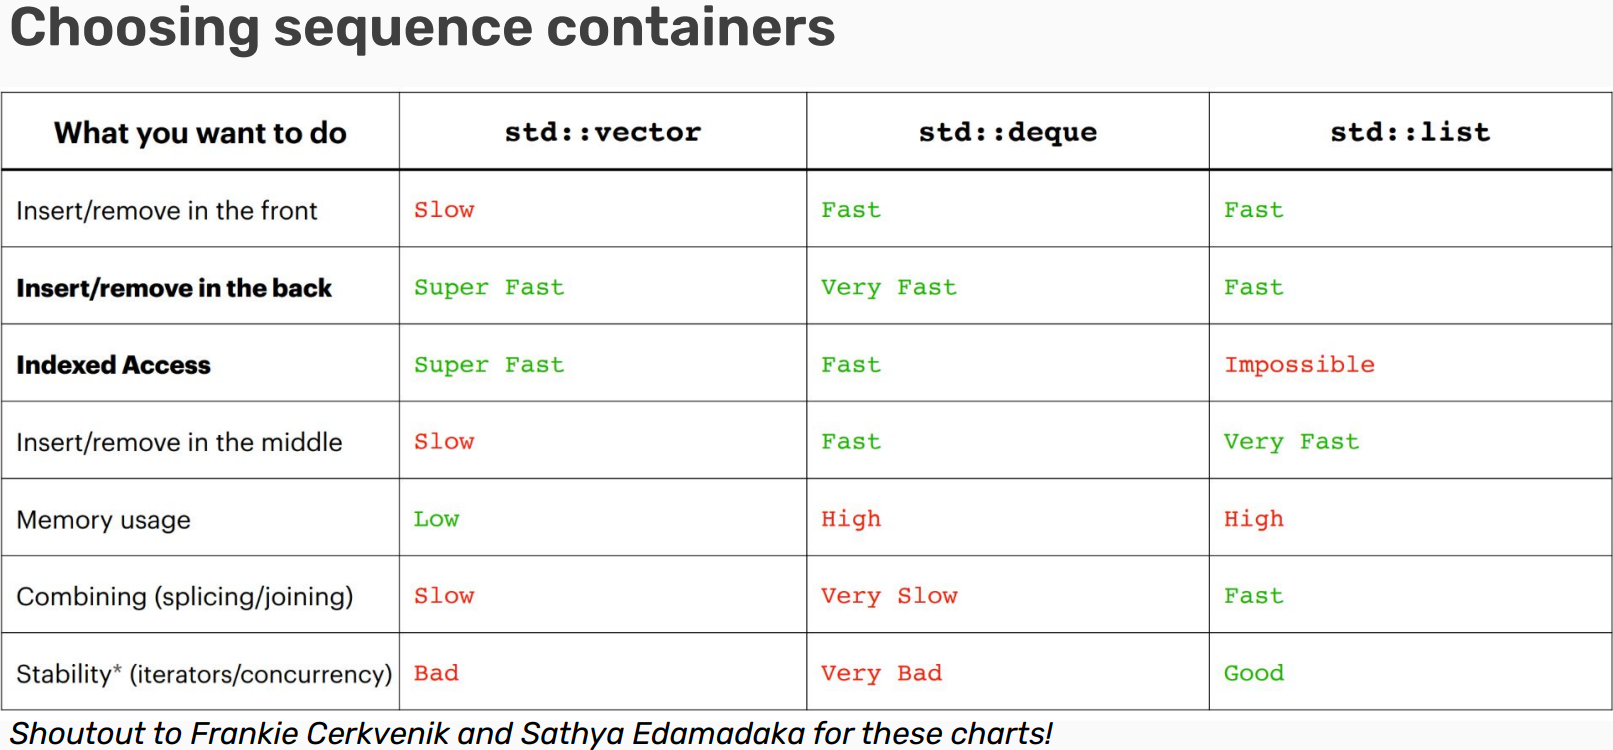 Choosing sequence containers
What you want to do std::vector std::deque std::list
Insert/remove in the front Slow Fast Fast
Insert/remove in the back Super Fast Very Fast Fast
Indexed Access Super Fast Fast Impossible
Insert/remove in the middle Slow Fast Very Fast
Memory usage Low High High
Combining (splicing/joining) Slow Very Slow Fast
Stability* (iterators/concurrency) Bad Very Bad Good
Shoutout to Frankie Cerkvenik and Sathya Edamadaka for these charts!